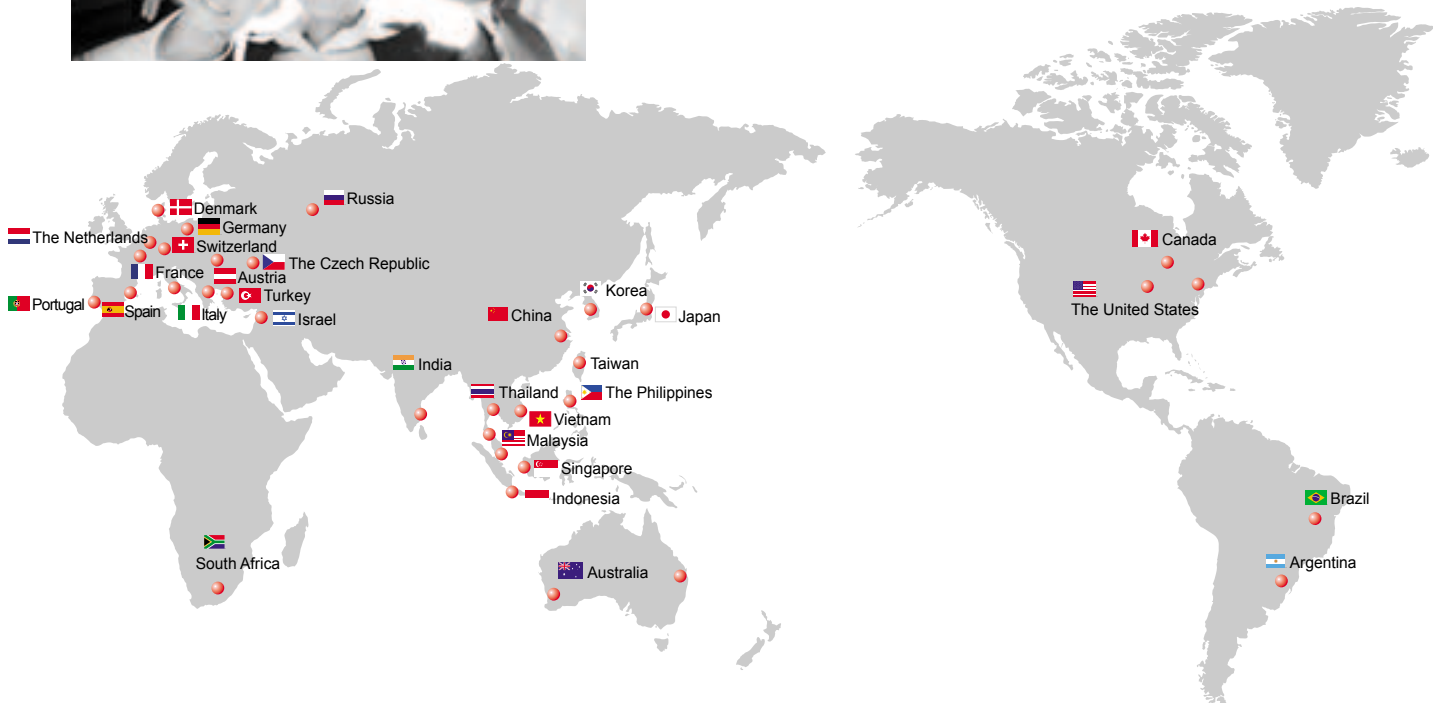 Russia
Denmark
Germany
The Netherlands
Switzerland
The Czech Republic
France
Austria
Turkey
Portugal
Spain
Italy
Israel
Korea
China
Japan
India
Taiwan
Thailand
The Philippines
Vietnam
Malaysia
Singapore
Indonesia
South Africa
Australia
Canada
The United States
Brazil
Argentina